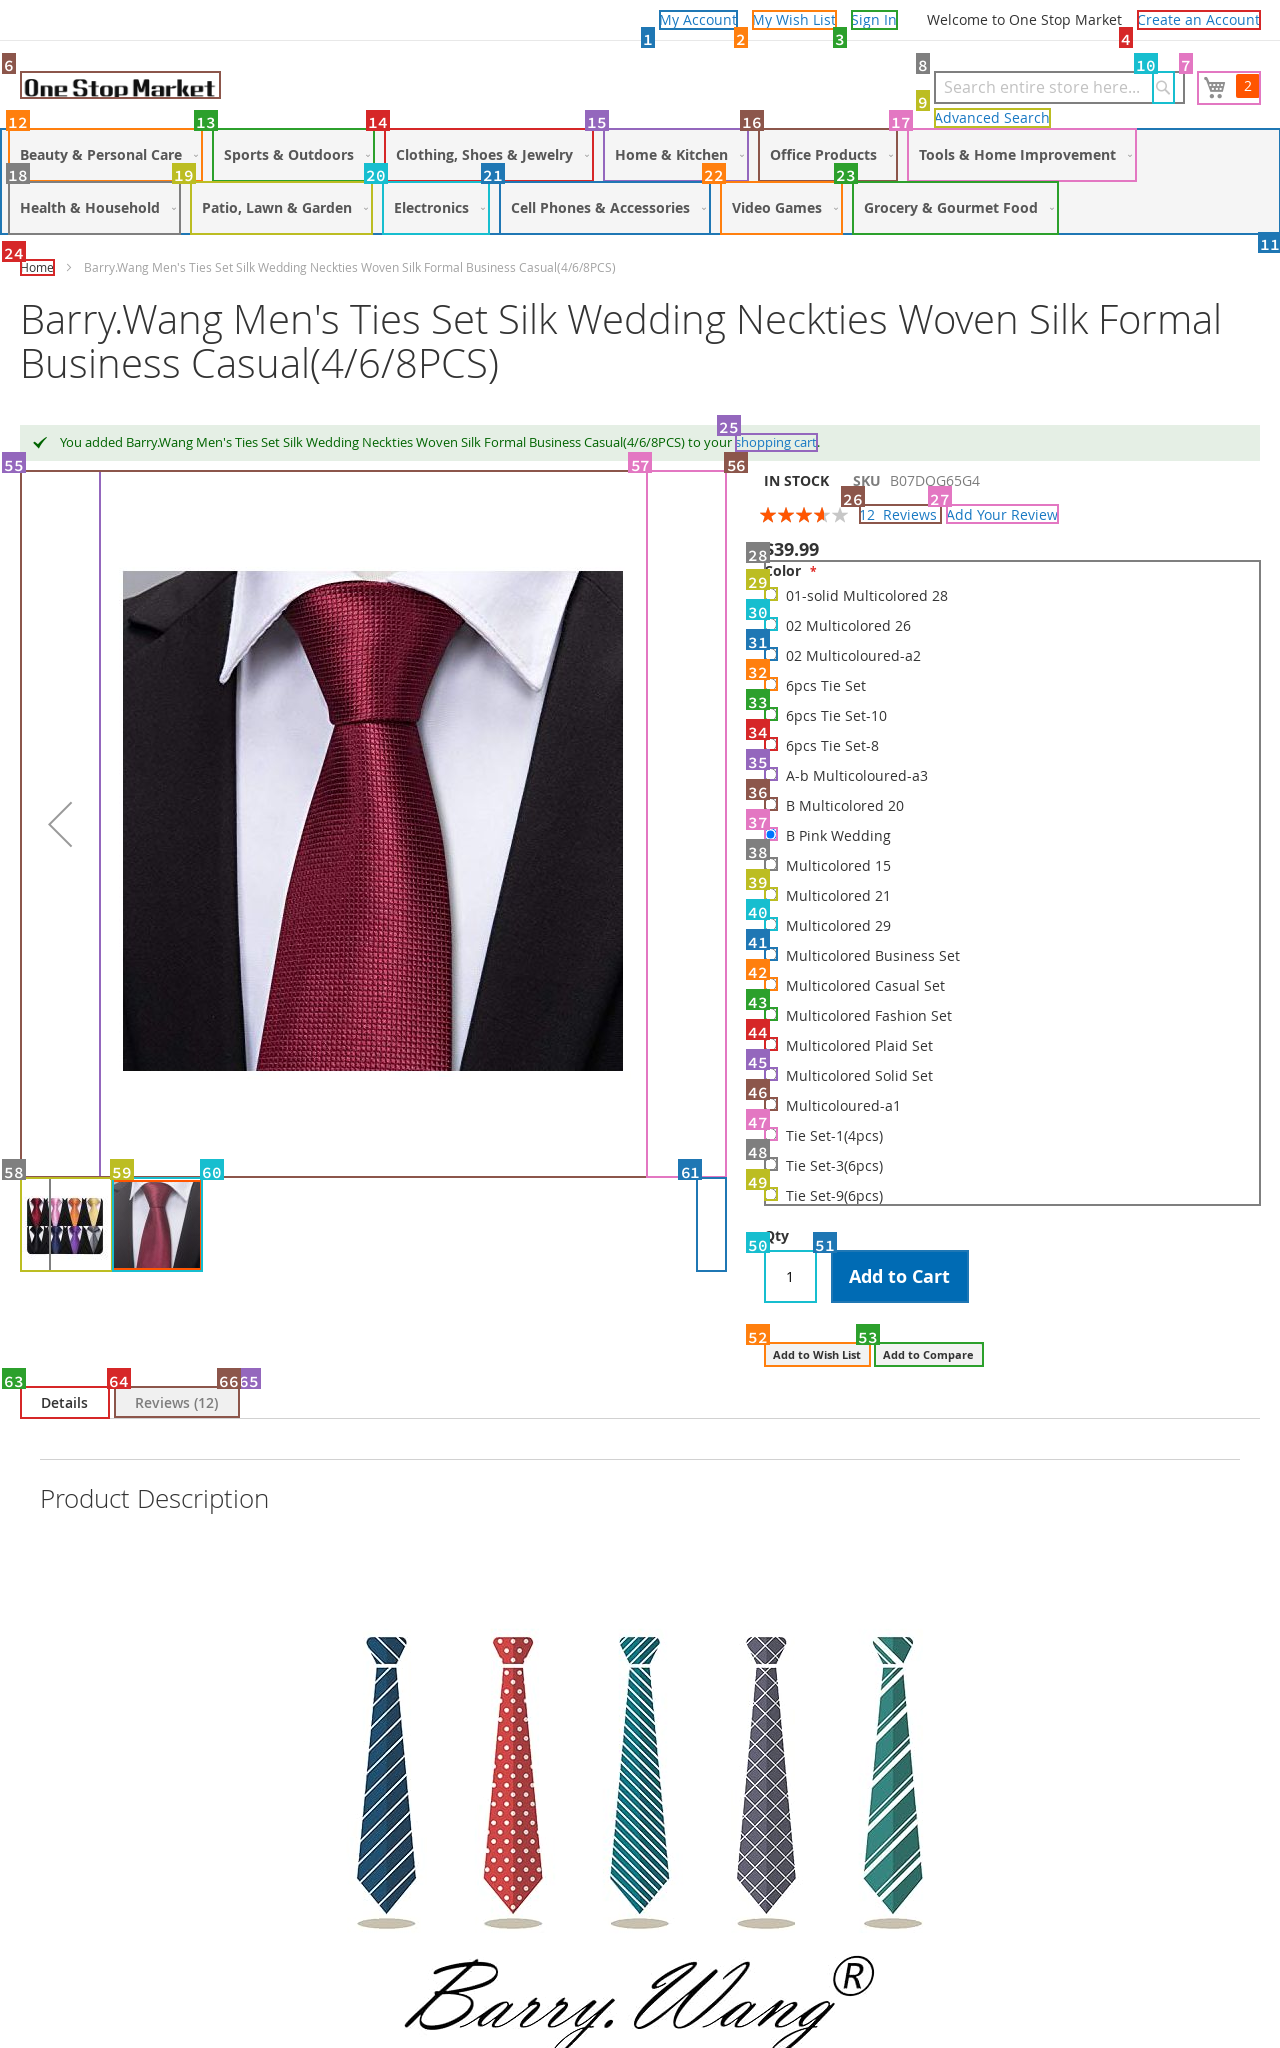 My Account
My Wish List
Sign In
Welcome to One Stop Market
Create an Account
1
2
3
4
6
8
10
7
One Stop Market
Search entire store here...
2
9
Advanced Search
12
13
14
15
16
17
Beauty & Personal Care
Sports & Outdoors
Clothing, Shoes & Jewelry
Home & Kitchen
Office Products
Tools & Home Improvement
18
19
20
21
22
23
Health & Household
Patio, Lawn & Garden
Electronics
Cell Phones & Accessories
Video Games
Grocery & Gourmet Food
11
24
Home
Barry.Wang Men's Ties Set Silk Wedding Neckties Woven Silk Formal Business Casual(4/6/8PCS)
Barry.Wang Men's Ties Set Silk Wedding Neckties Woven Silk Formal
Business Casual(4/6/8PCS)
25
You added Barry.Wang Men's Ties Set Silk Wedding Neckties Woven Silk Formal Business Casual(4/6/8PCS) to your shopping cart.
55
57
56
IN STOCK
SKU B07DQG65G4
26
27
12 Reviews
Add Your Review
$39.99
28
Color *
29
01-solid Multicolored 28
30
02 Multicolored 26
31
02 Multicoloured-a2
32
6pcs Tie Set
33
6pcs Tie Set-10
34
6pcs Tie Set-8
35
A-b Multicoloured-a3
36
B Multicolored 20
37
B Pink Wedding
38
Multicolored 15
39
Multicolored 21
40
Multicolored 29
41
Multicolored Business Set
42
Multicolored Casual Set
43
Multicolored Fashion Set
44
Multicolored Plaid Set
45
Multicolored Solid Set
46
Multicoloured-a1
47
Tie Set-1(4pcs)
48
Tie Set-3(6pcs)
49
Tie Set-9(6pcs)
58
59
60
61
Qty
50
51
1
Add to Cart
52
53
Add to Wish List
Add to Compare
63
64
66
65
Details
Reviews (12)
Product Description
Barry.Wang®